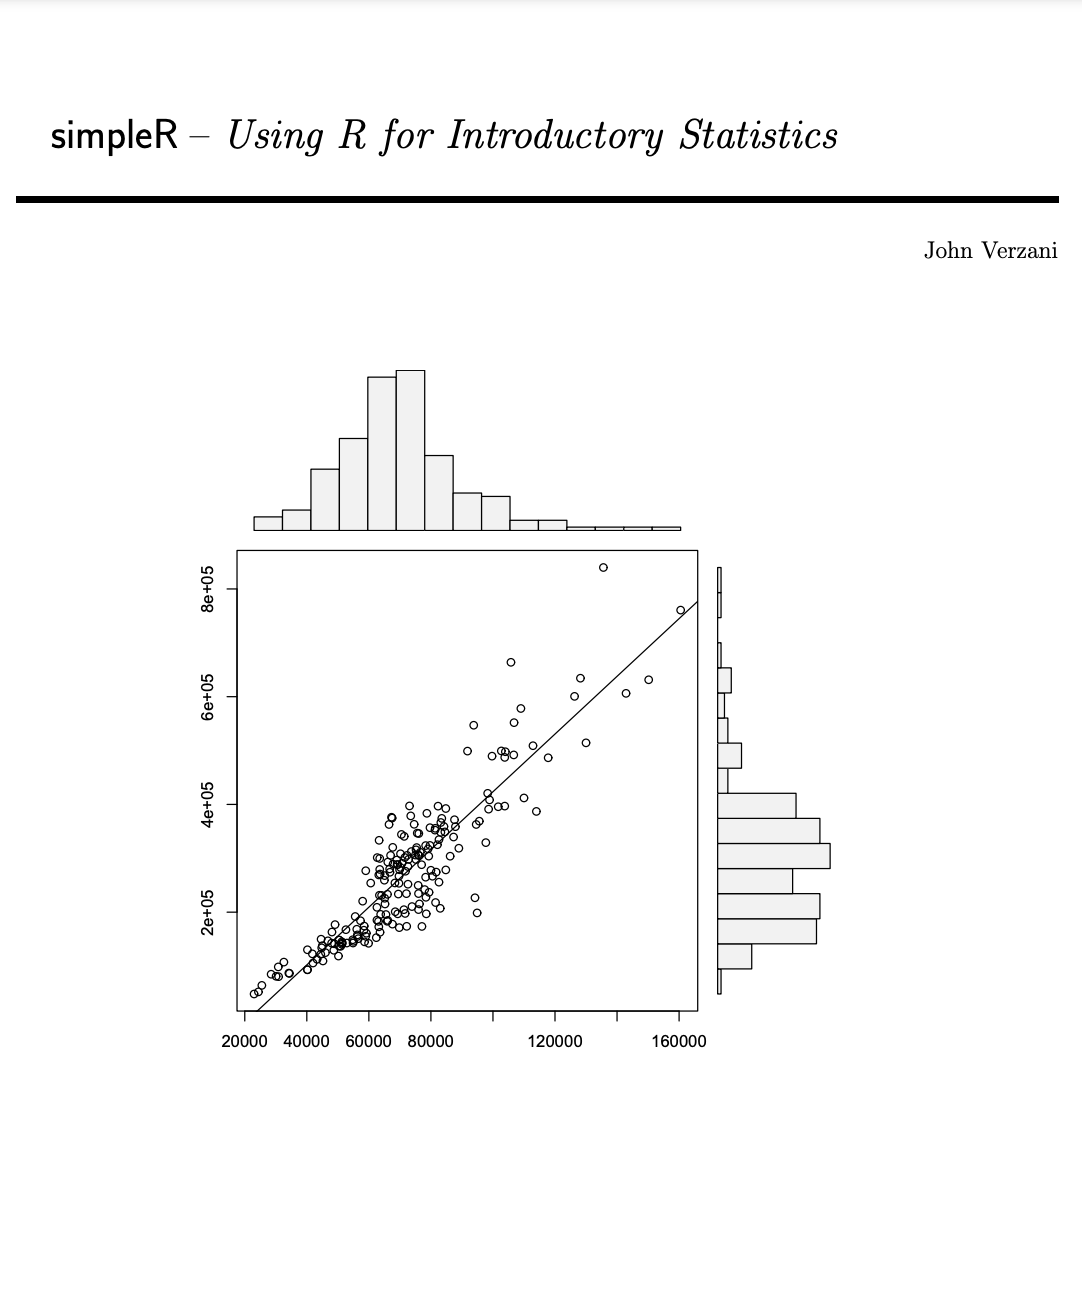 simpleR – Using R for Introductory Statistics
John Verzani
8e+05
6e+05
4e+05
2e+05
20000 40000 60000 80000 120000 160000